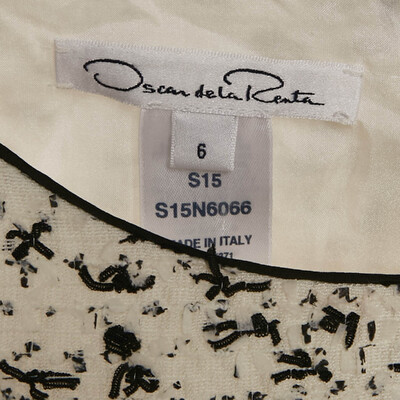 Oscar de la Renta
6
S15
S15N6066
MADE IN ITALY